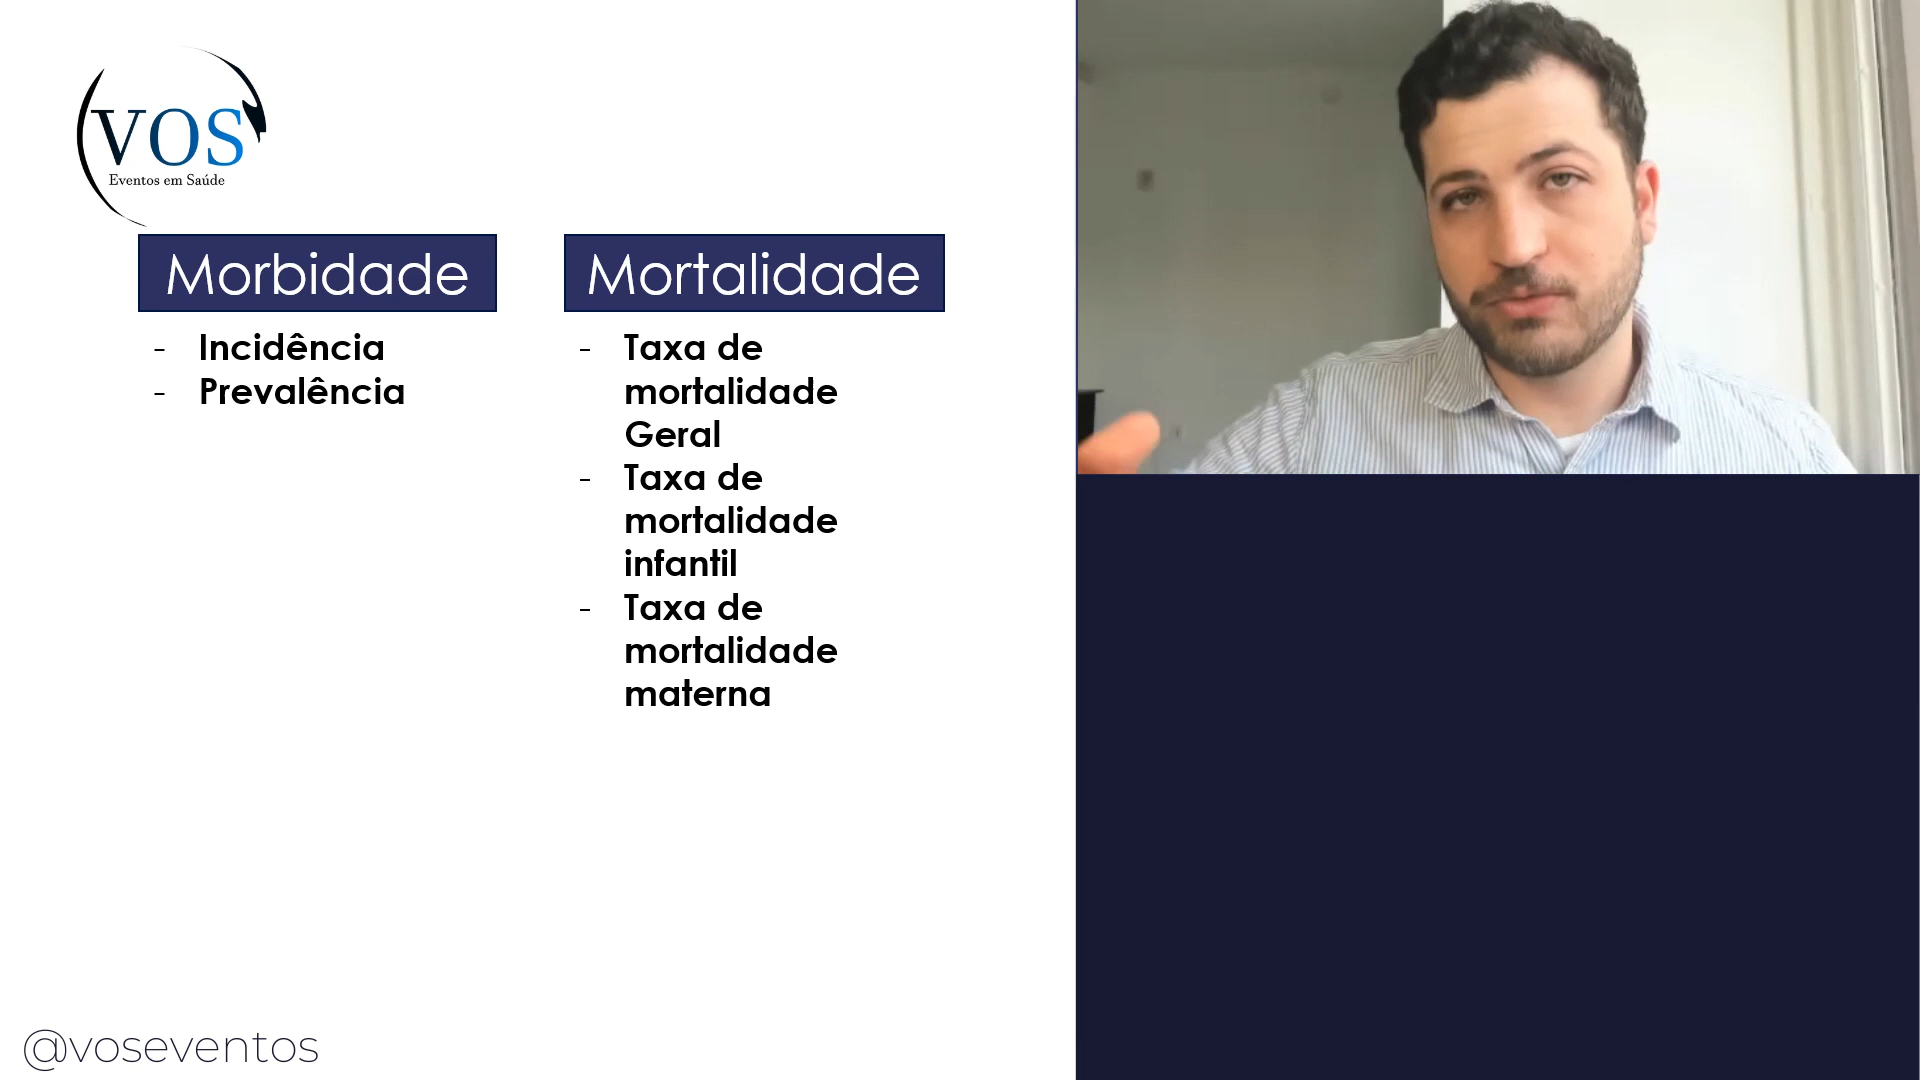 VOS
Eventos em Saúde
Morbidade
- Incidência
- Prevalência
Mortalidade
- Taxa de
mortalidade
Geral
- Taxa de
mortalidade
infantil
- Taxa de
mortalidade
materna
@voseventos